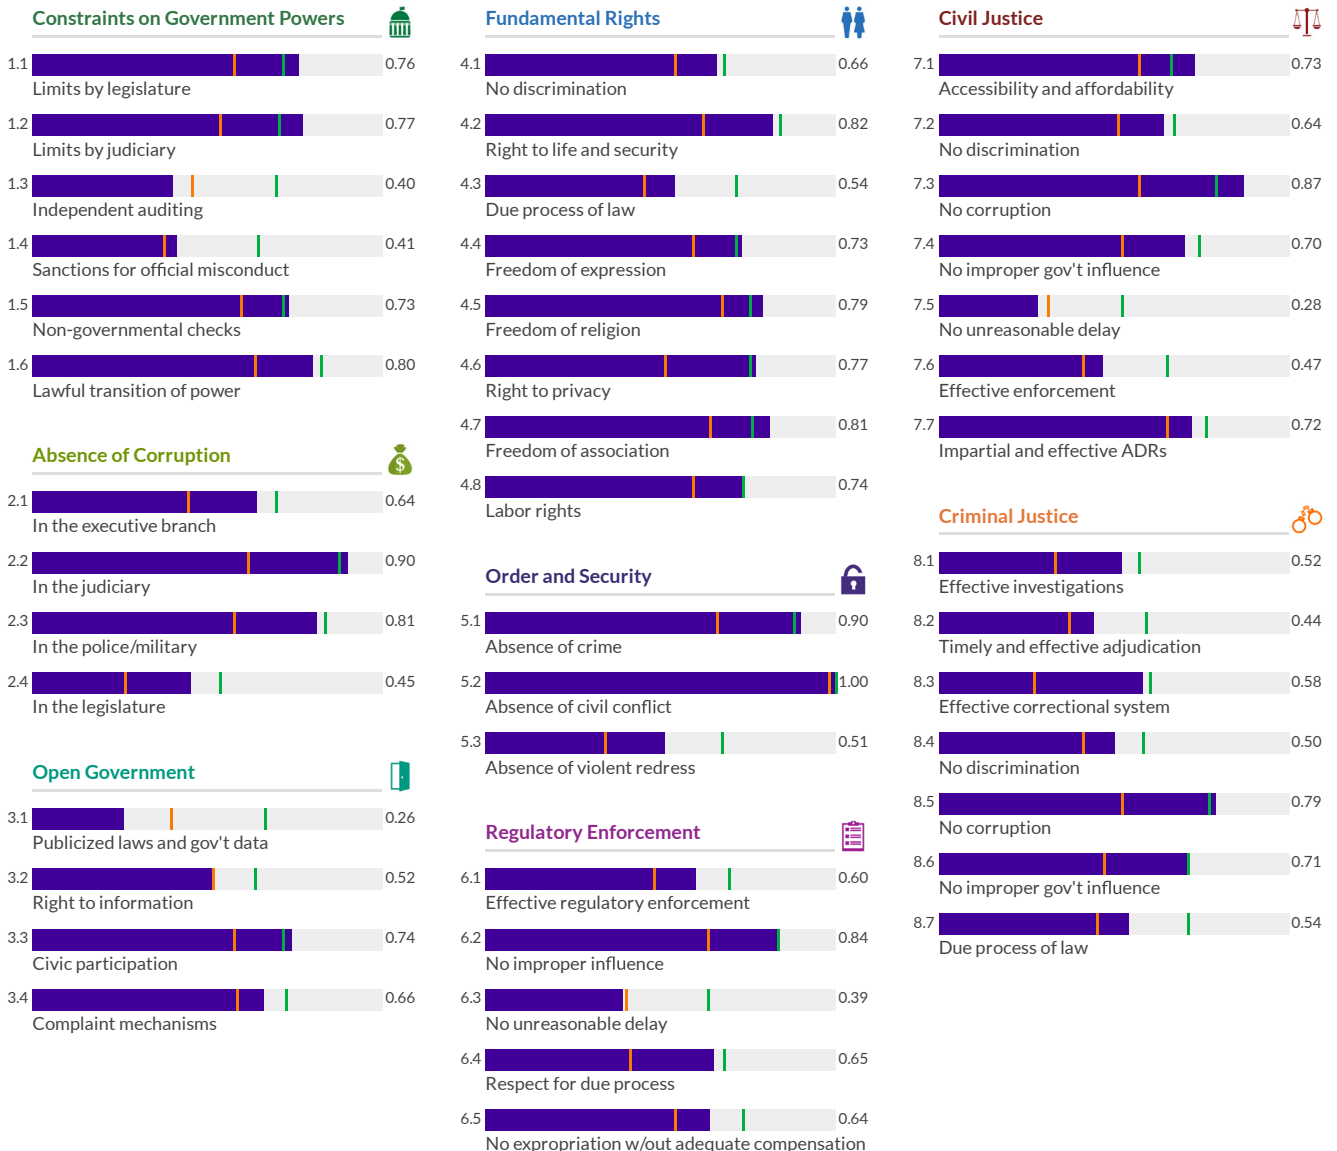 Constraints on Government Powers
1.1 0.76
Limits by legislature
1.2 0.77
Limits by judiciary
1.3 0.40
Independent auditing
1.4 0.41
Sanctions for official misconduct
1.5 0.73
Non-governmental checks
1.6 0.80
Lawful transition of power
Absence of Corruption
$
2.1 0.64
In the executive branch
2.2 0.90
In the judiciary
2.3 0.81
In the police/military
2.4 0.45
In the legislature
Open Government
3.1 0.26
Publicized laws and gov't data
3.2 0.52
Right to information
3.3 0.74
Civic participation
3.4 0.66
Complaint mechanisms
Fundamental Rights
4.1 0.66
No discrimination
4.2 0.82
Right to life and security
4.3 0.54
Due process of law
4.4 0.73
Freedom of expression
4.5 0.79
Freedom of religion
4.6 0.77
Right to privacy
4.7 0.81
Freedom of association
4.8 0.74
Labor rights
Order and Security
5.1 0.90
Absence of crime
5.2 1.00
Absence of civil conflict
5.3 0.51
Absence of violent redress
Regulatory Enforcement
6.1 0.60
Effective regulatory enforcement
6.2 0.84
No improper influence
6.3 0.39
No unreasonable delay
6.4 0.65
Respect for due process
6.5 0.64
No expropriation w/out adequate compensation
Civil Justice
7.1 0.73
Accessibility and affordability
7.2 0.64
No discrimination
7.3 0.87
No corruption
7.4 0.70
No improper gov't influence
7.5 0.28
No unreasonable delay
7.6 0.47
Effective enforcement
7.7 0.72
Impartial and effective ADRs
Criminal Justice
8.1 0.52
Effective investigations
8.2 0.44
Timely and effective adjudication
8.3 0.58
Effective correctional system
8.4 0.50
No discrimination
8.5 0.79
No corruption
8.6 0.71
No improper gov't influence
8.7 0.54
Due process of law